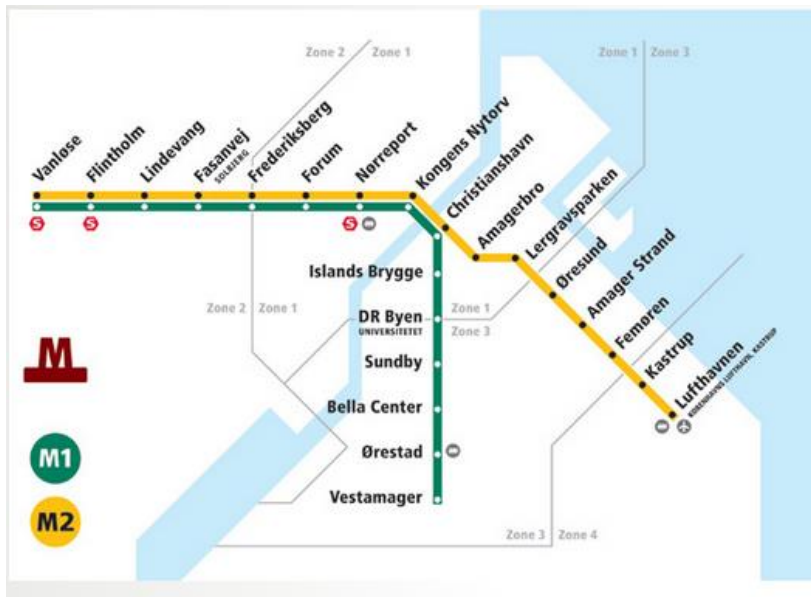 Zone 2
Zone 1
Zone 1
Zone 3
Vanløse
Flintholm
Lindevang
Fasanvej
SOLBJERG
Frederiksberg
Forum
Nørreport
Kongens Nytorv
Christianshavn
Amagerbro
Lergravsparken
Øresund
Amager Strand
Femøren
Kastrup
Lufthavnen
KØBENHAVNS LUFTHAVN, KASTRUP
S
S
S
Islands Brygge
Zone 2
Zone 1
DR Byen
UNIVERSITETET
Zone 1
Zone 3
Sundby
Bella Center
Ørestad
Vestamager
M
M1
M2
Zone 3
Zone 4